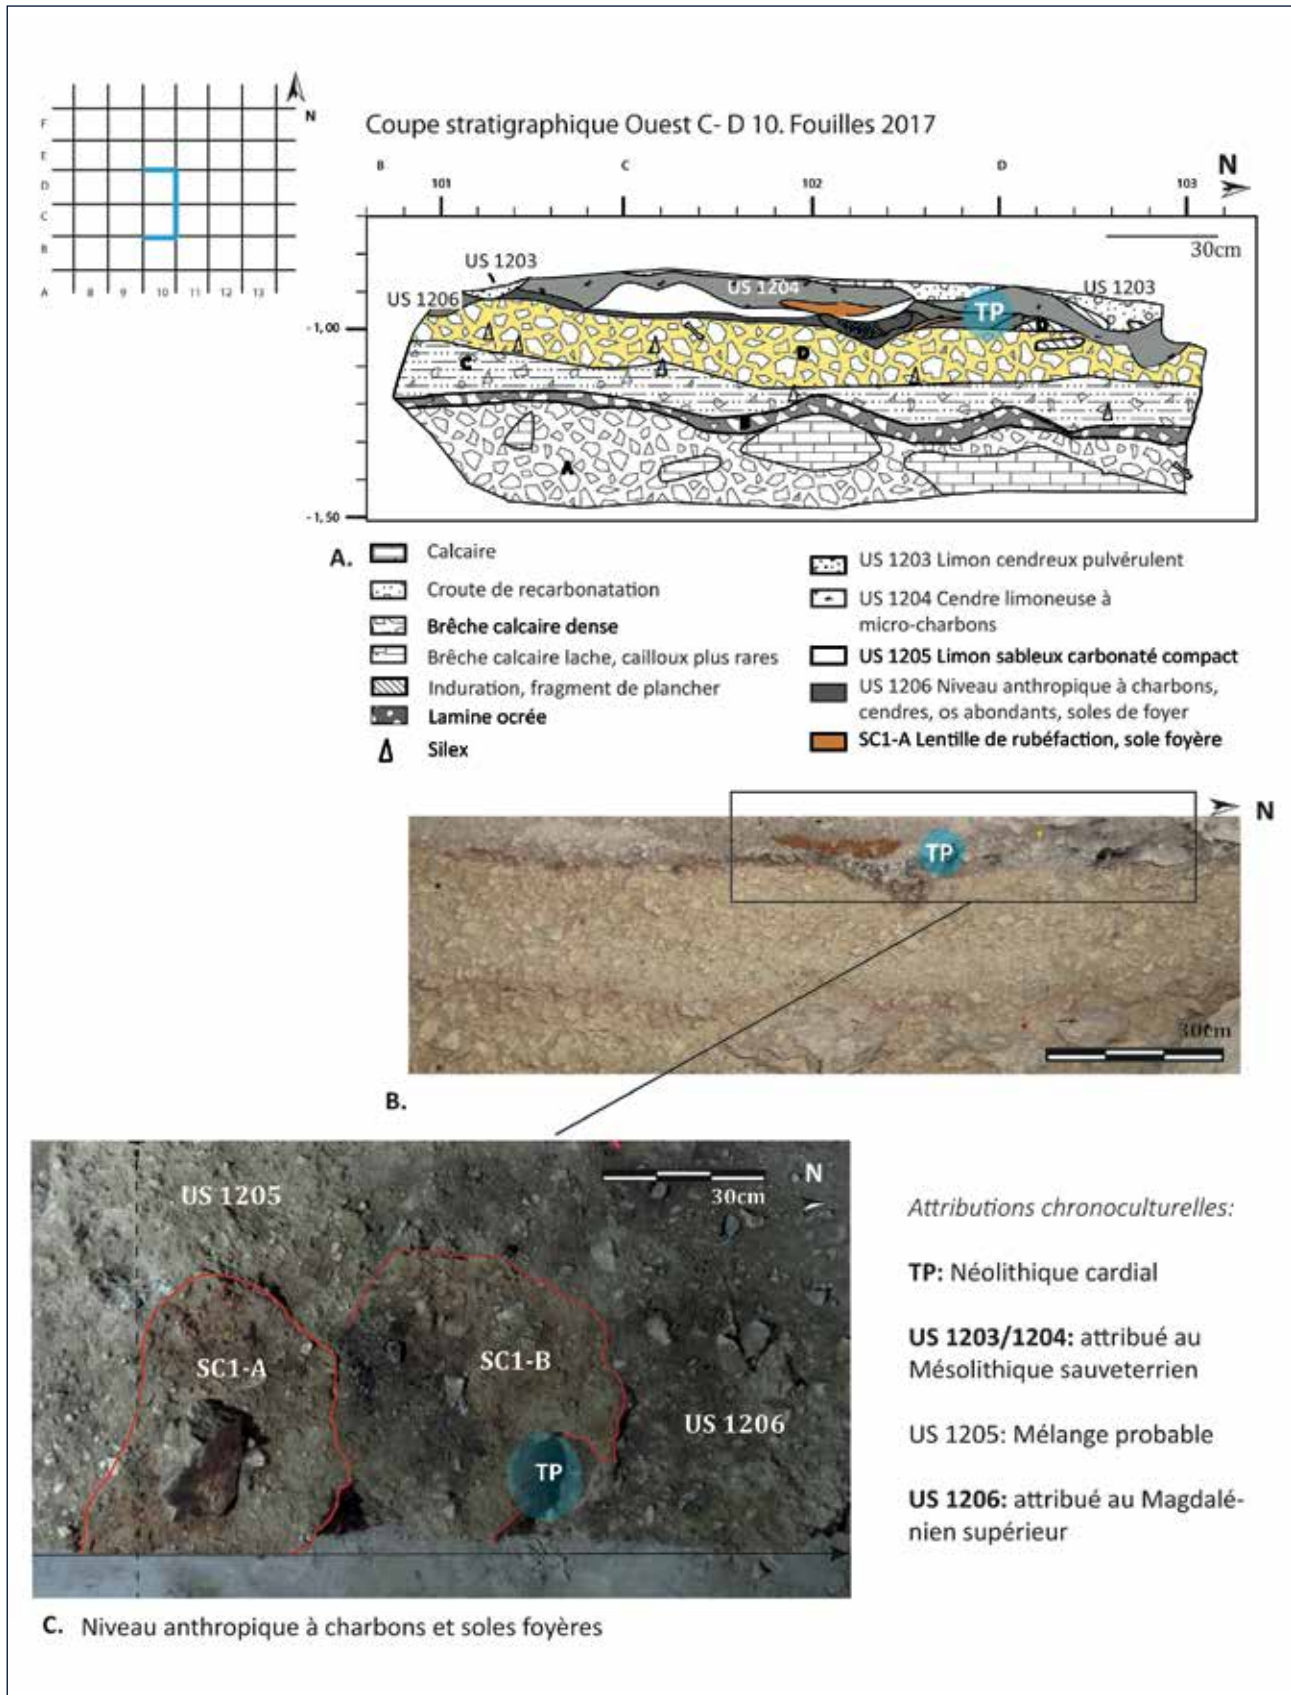 N
F
E
D
C
B
A
8 9 10 11 12 13
Coupe stratigraphique Ouest C- D 10. Fouilles 2017
B C D N
101 102 103
30cm
US 1203
US 1204
US 1203
US 1206
TP
D
- 1,00
D
C
B
A
- 1,50
A.
Calcaire
Croute de recarbonatation
Brêche calcaire dense
Brêche calcaire lache, cailloux plus rares
Induration, fragment de plancher
Lamine ocrée
Silex
US 1203 Limon cendreux pulvérulent
US 1204 Cendre limoneuse à
micro-charbons
US 1205 Limon sableux carbonaté compact
US 1206 Niveau anthropique à charbons,
cendres, os abondants, soles de foyer
SC1-A Lentille de rubéfaction, sole foyère
N
TP
30cm
B.
US 1205
N
30cm
SC1-A
SC1-B
US 1206
TP
Attributions chronoculturelles:
TP: Néolithique cardial
US 1203/1204: attribué au
Mésolithique sauveterrien
US 1205: Mélange probable
US 1206: attribué au Magdalé-
nien supérieur
C. Niveau anthropique à charbons et soles foyères